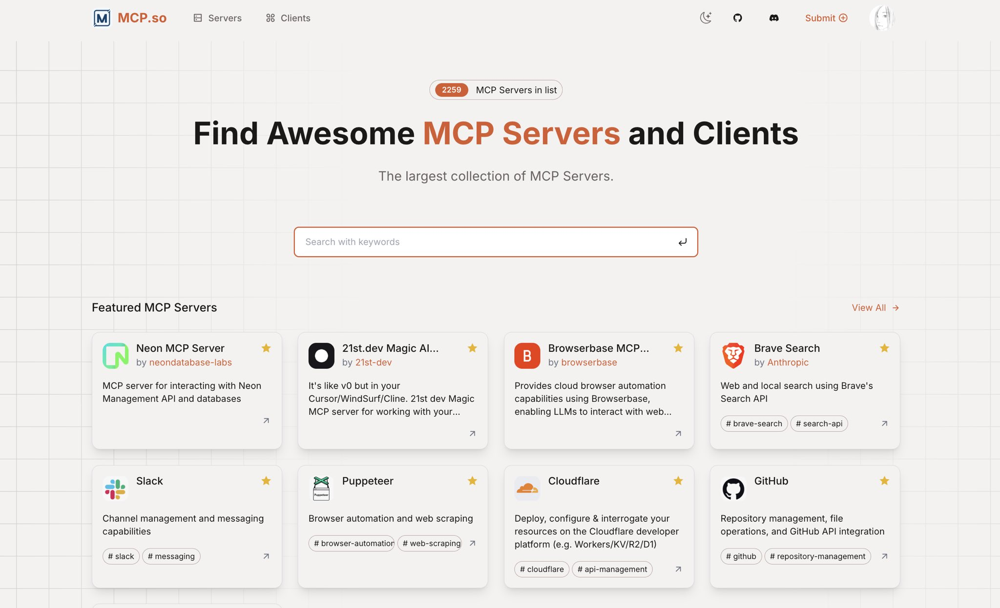 MCP.so
Servers
Clients
Submit
2259 MCP Servers in list
Find Awesome MCP Servers and Clients
The largest collection of MCP Servers.
Search with keywords
Featured MCP Servers
View All
Neon MCP Server
by neondatabase-labs
MCP server for interacting with Neon
Management API and databases
21st.dev Magic AI...
by 21st-dev
It's like v0 but in your
Cursor/WindSurf/Cline. 21st dev Magic
MCP server for working with your...
B
Browserbase MCP...
by browserbase
Provides cloud browser automation
capabilities using Browserbase,
enabling LLMs to interact with web...
Brave Search
by Anthropic
Web and local search using Brave's
Search API
# brave-search # search-api
Slack
Channel management and messaging
capabilities
# slack # messaging
Puppeteer
Puppeteer
Browser automation and web scraping
# browser-automation # web-scraping
Cloudflare
Deploy, configure & interrogate your
resources on the Cloudflare developer
platform (e.g. Workers/KV/R2/D1)
# cloudflare # api-management
GitHub
Repository management, file
operations, and GitHub API integration
# github # repository-management